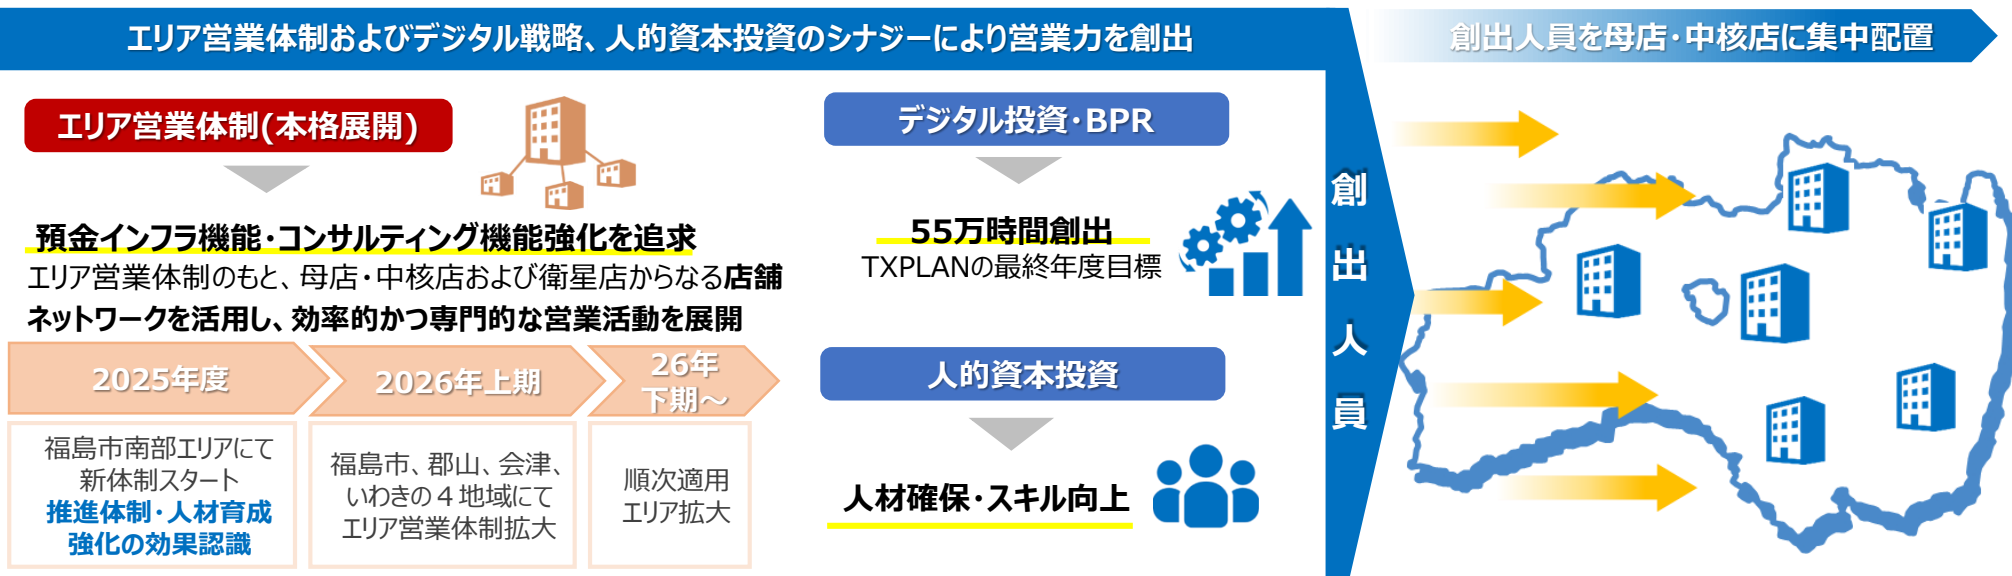 エリア営業体制およびデジタル戦略、人的資本投資のシナジーにより営業力を創出
創出人員を母店・中核店に集中配置
エリア営業体制(本格展開)
預金インフラ機能・コンサルティング機能強化を追求
エリア営業体制のもと、母店・中核店および衛星店からなる店舗
ネットワークを活用し、効率的かつ専門的な営業活動を展開
2025年度
福島市南部エリアにて
新体制スタート
推進体制・人材育成
強化の効果認識
2026年上期
福島市、郡山、会津、
いわきの4地域にて
エリア営業体制拡大
26年
下期～
順次適用
エリア拡大
デジタル投資・BPR
55万時間創出
TXPLANの最終年度目標
人的資本投資
人材確保・スキル向上
創出人員